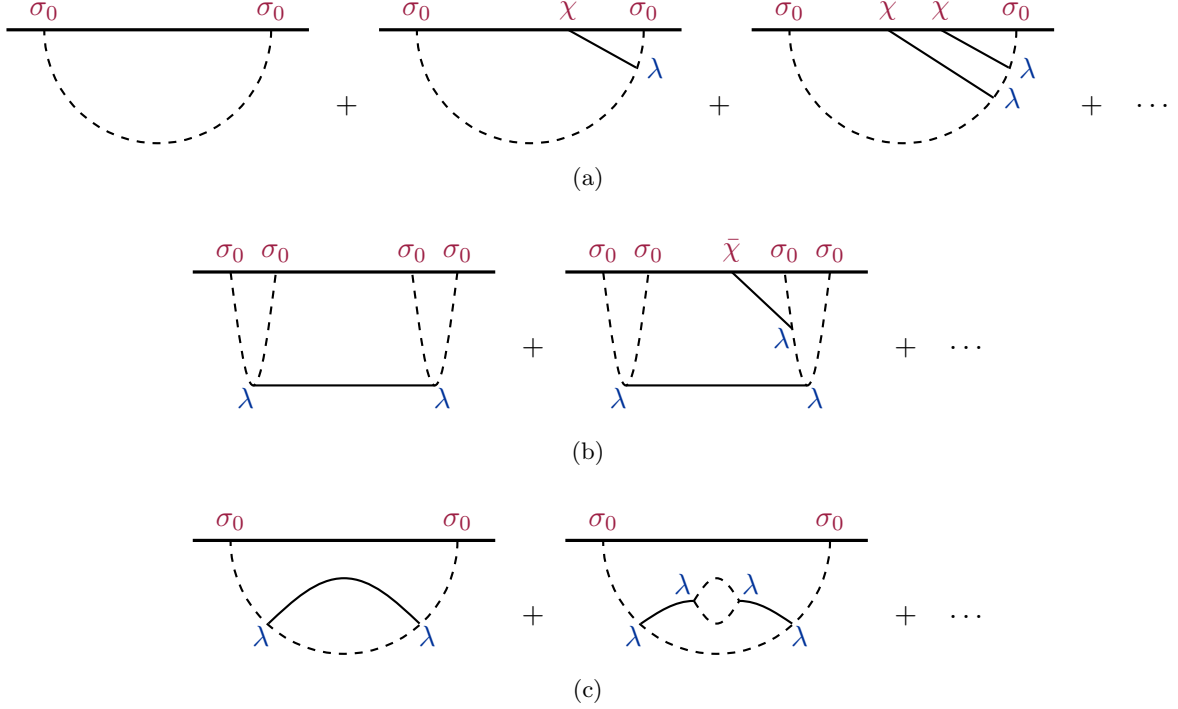 σ₀ σ₀ σ₀ χ σ₀ σ₀ χ χ σ₀
λ λ
λ
+ + + ⋯
(a)
σ₀ σ₀ σ₀ σ₀ σ₀ σ₀ χ̄ σ₀ σ₀
λ
+ + ⋯
λ λ λ λ
(b)
σ₀ σ₀ σ₀ σ₀
λ λ
+ + ⋯
λ λ λ λ
(c)